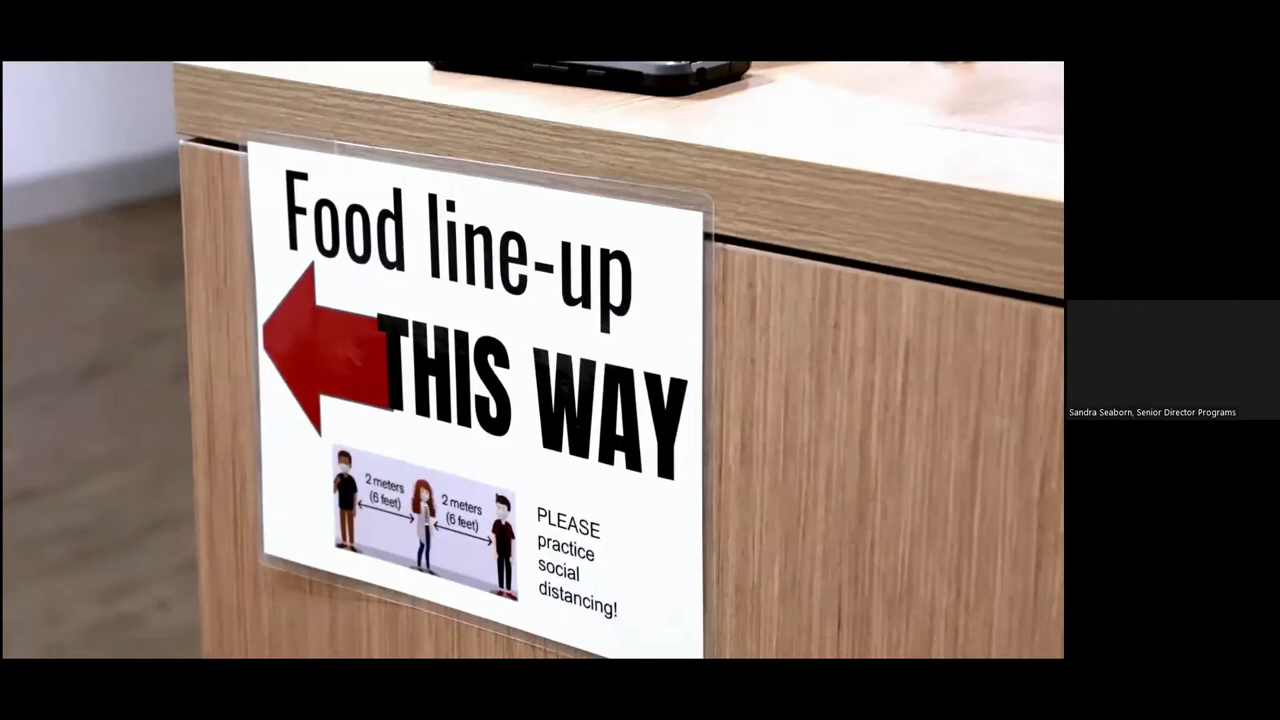 Food line-up
THIS WAY
2 meters
(6 feet)
2 meters
(6 feet)
PLEASE
practice
social
distancing!
Sandra Seaborn, Senior Director Programs